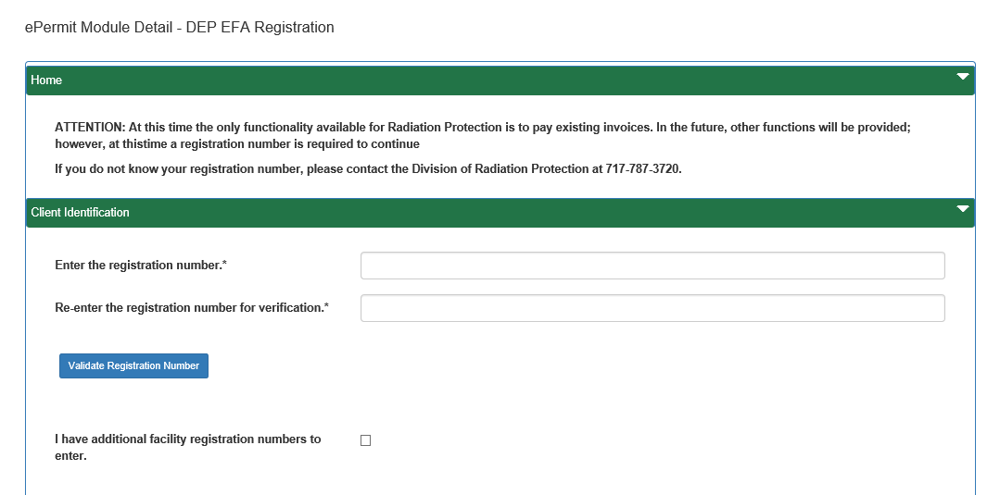 ePermit Module Detail - DEP EFA Registration
Home
ATTENTION: At this time the only functionality available for Radiation Protection is to pay existing invoices. In the future, other functions will be provided;
however, at thistime a registration number is required to continue
If you do not know your registration number, please contact the Division of Radiation Protection at 717-787-3720.
Client Identification
Enter the registration number.*
Re-enter the registration number for verification.*
Validate Registration Number
I have additional facility registration numbers to
enter.